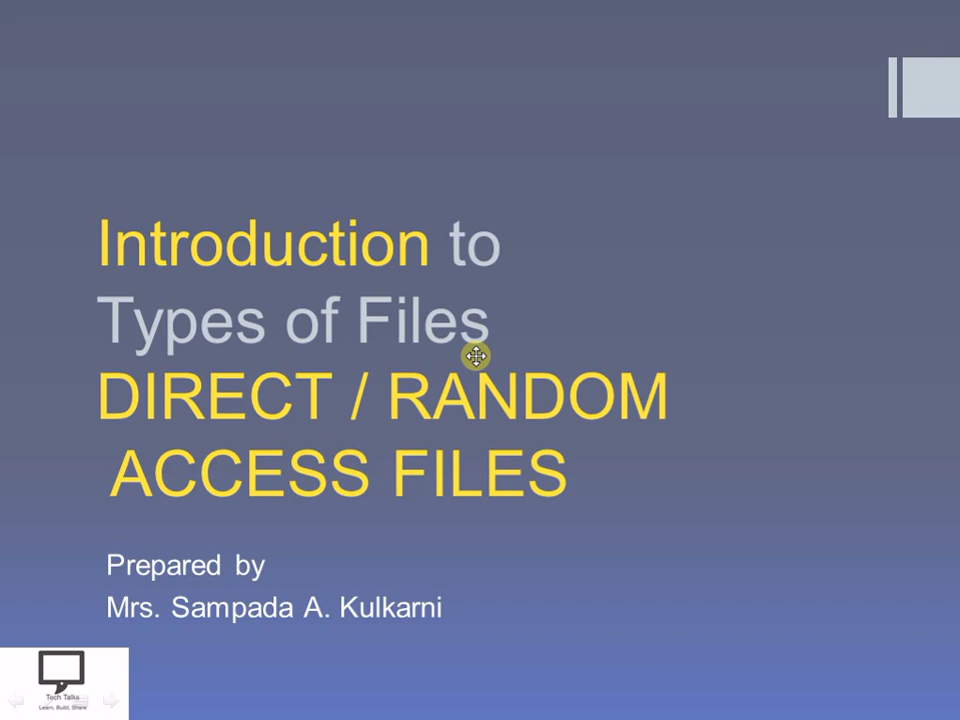 Introduction to
Types of Files
DIRECT / RANDOM
ACCESS FILES
Prepared by
Mrs. Sampada A. Kulkarni
Tech Talks
Learn, Build, Share